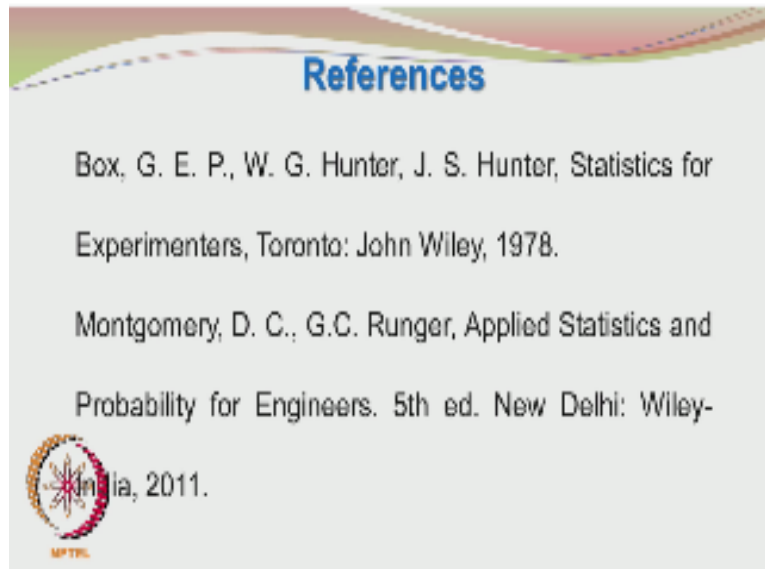 References
Box, G. E. P., W. G. Hunter, J. S. Hunter, Statistics for
Experimenters, Toronto: John Wiley, 1978.
Montgomery, D. C., G.C. Runger, Applied Statistics and
Probability for Engineers. 5th ed. New Delhi: Wiley-
India, 2011.
NPTEL